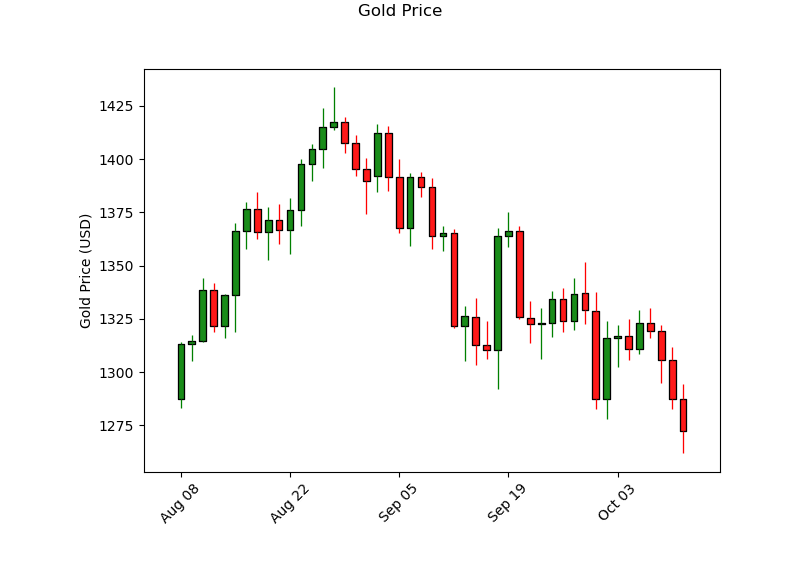 Gold Price
Gold Price (USD)
1425
1400
1375
1350
1325
1300
1275
Aug 08
Aug 22
Sep 05
Sep 19
Oct 03